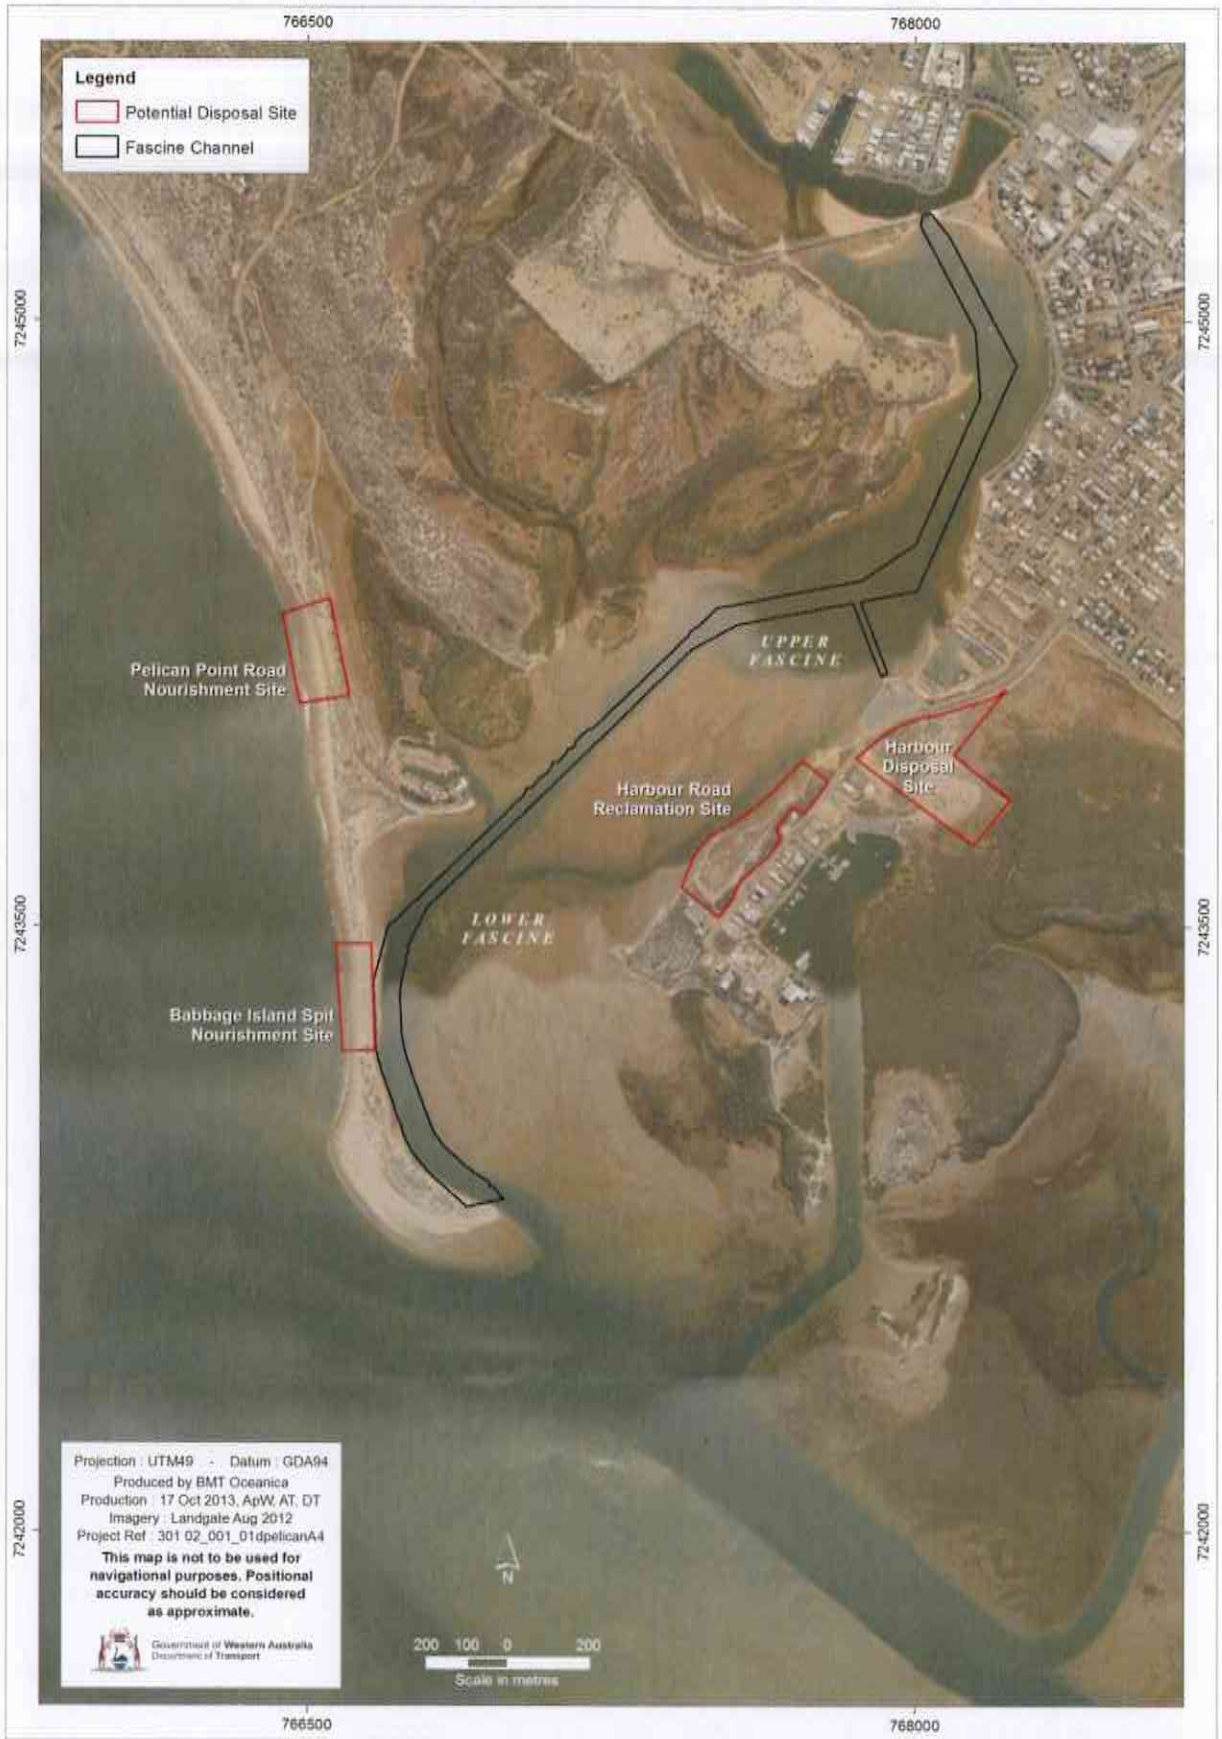 766500
768000
Legend
Potential Disposal Site
Fascine Channel
7245000
7245000
Pelican Point Road
Nourishment Site
UPPER
FASCINE
Harbour
Disposal
Site
Harbour Road
Reclamation Site
LOWER
FASCINE
7243500
7243500
Babbage Island Spit
Nourishment Site
Projection : UTM49 - Datum : GDA94
Produced by BMT Oceanica
Production : 17 Oct 2013, ApW, AT, DT
Imagery : Landgate Aug 2012
Project Ref : 301 02_001_01dpelicanA4
This map is not to be used for
navigational purposes. Positional
accuracy should be considered
as approximate.
Government of Western Australia
Department of Transport
7242000
7242000
N
200 100 0 200
Scale in metres
766500
768000